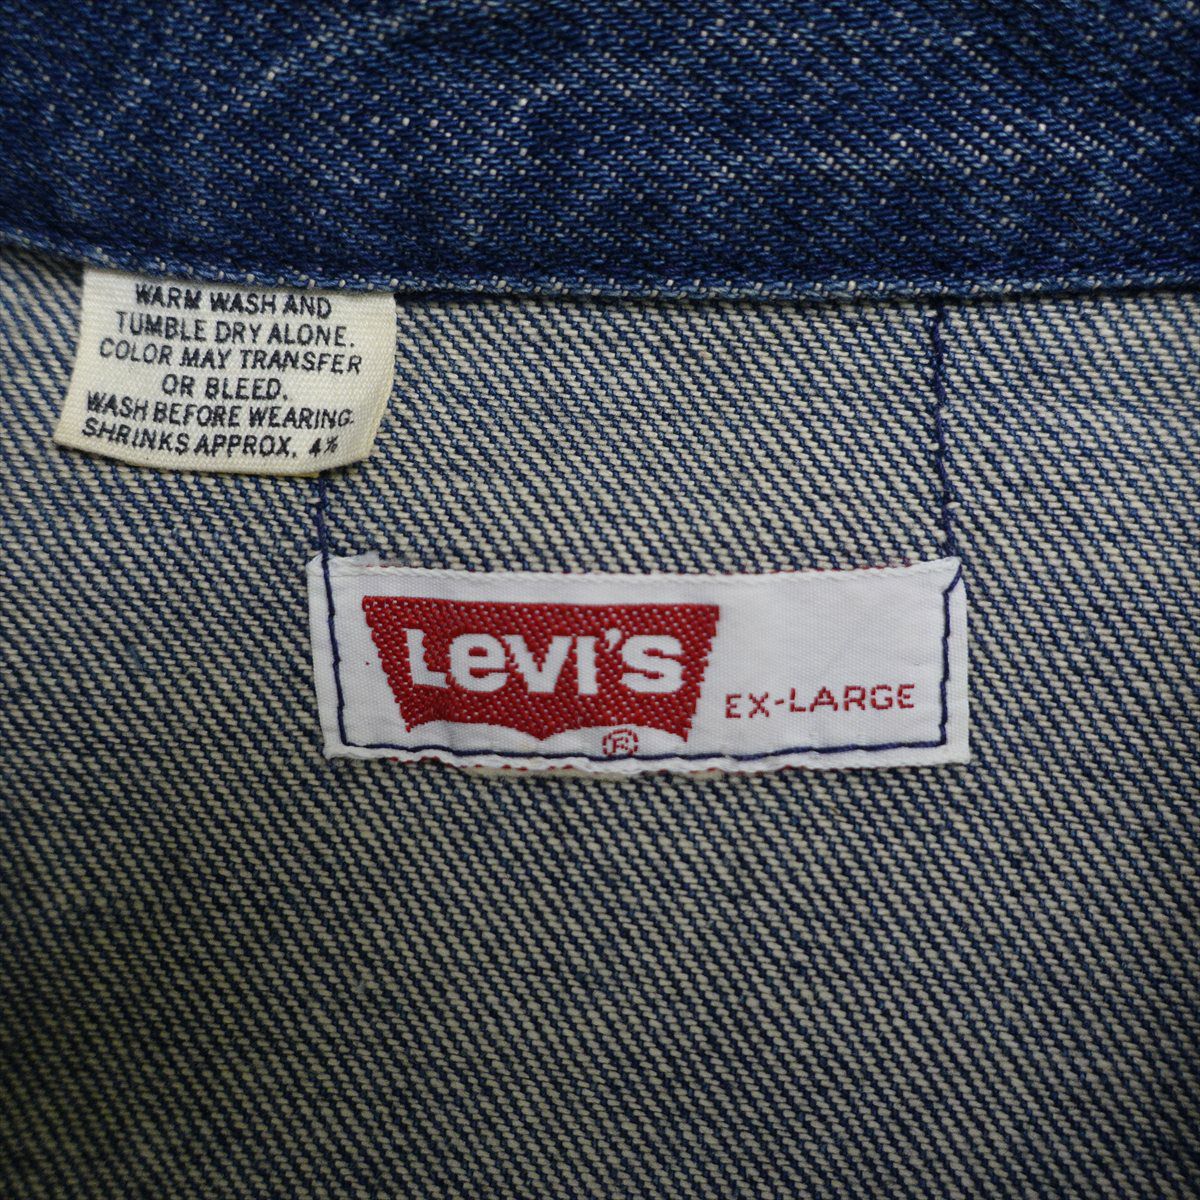 WARM WASH AND
TUMBLE DRY ALONE.
COLOR MAY TRANSFER
OR BLEED.
WASH BEFORE WEARING.
SHRINKS APPROX. 4%
LeVI'S
®
EX-LARGE